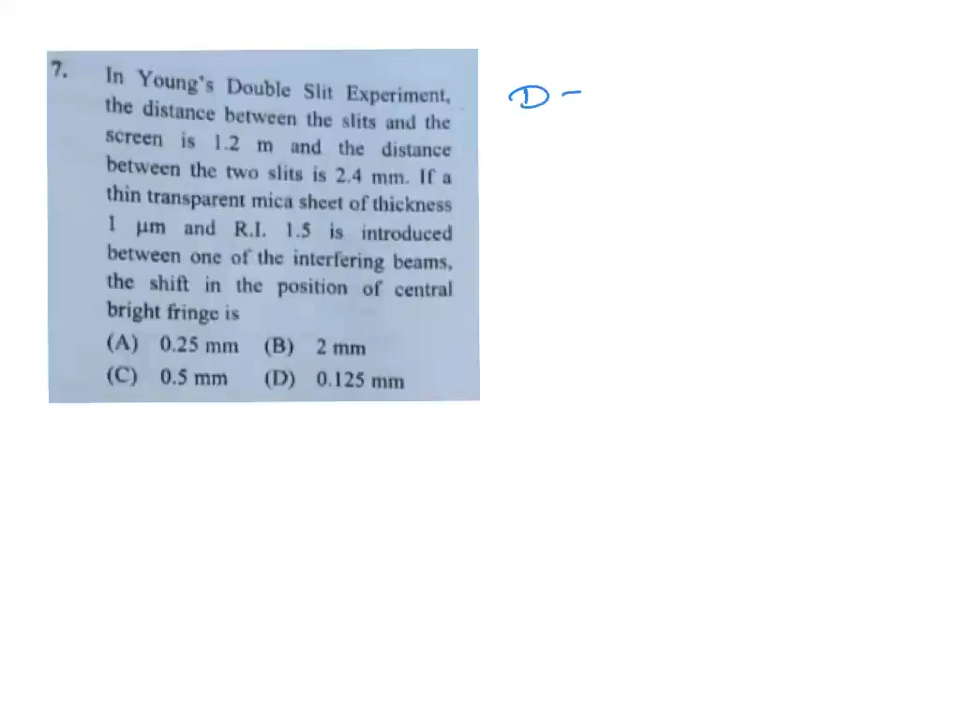 7. In Young's Double Slit Experiment,
the distance between the slits and the
screen is 1.2 m and the distance
between the two slits is 2.4 mm. If a
thin transparent mica sheet of thickness
1 μm and R.I. 1.5 is introduced
between one of the interfering beams,
the shift in the position of central
bright fringe is
(A) 0.25 mm (B) 2 mm
(C) 0.5 mm (D) 0.125 mm
D -